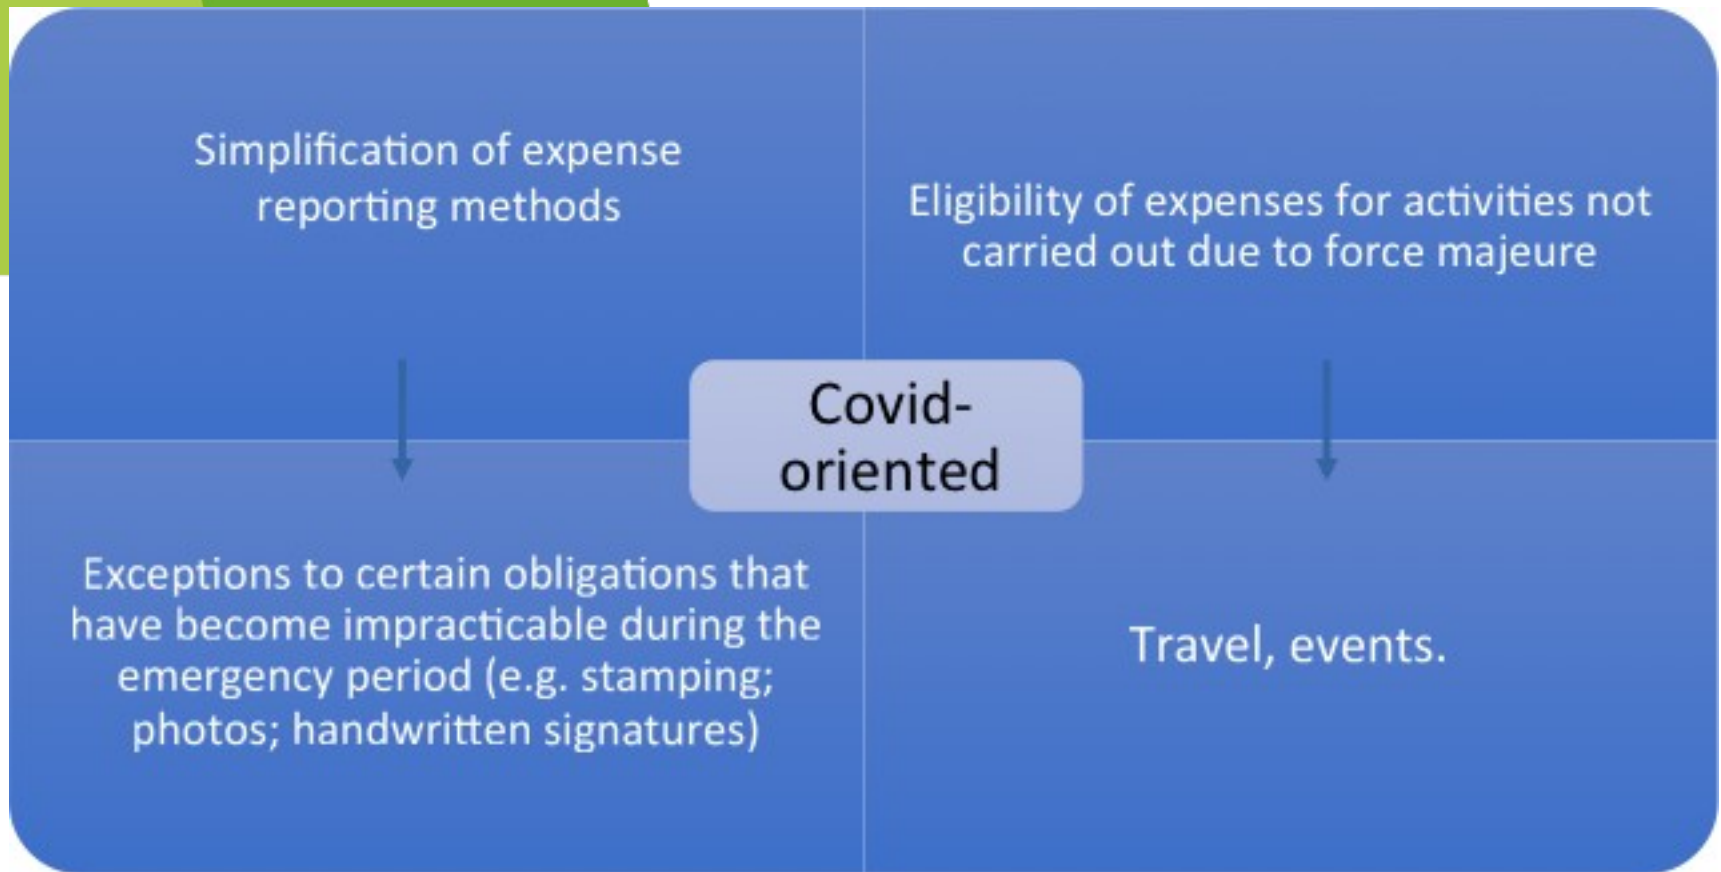 Simplification of expense
reporting methods
Eligibility of expenses for activities not
carried out due to force majeure
Covid-
oriented
Exceptions to certain obligations that
have become impracticable during the
emergency period (e.g. stamping;
photos; handwritten signatures)
Travel, events.